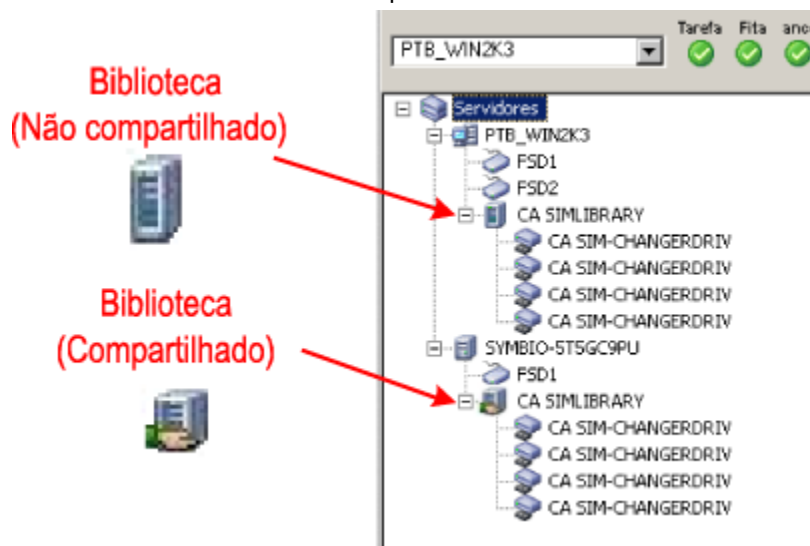 Tarefa Fita
PTB_WIN2K3
Biblioteca
(Não compartilhado)
Servidores
PTB_WIN2K3
FSD1
FSD2
CA SIMLIBRARY
CA SIM-CHANGERDRIV
CA SIM-CHANGERDRIV
CA SIM-CHANGERDRIV
CA SIM-CHANGERDRIV
Biblioteca
(Compartilhado)
SYMBIO-5T5GC9PU
FSD1
CA SIMLIBRARY
CA SIM-CHANGERDRIV
CA SIM-CHANGERDRIV
CA SIM-CHANGERDRIV
CA SIM-CHANGERDRIV